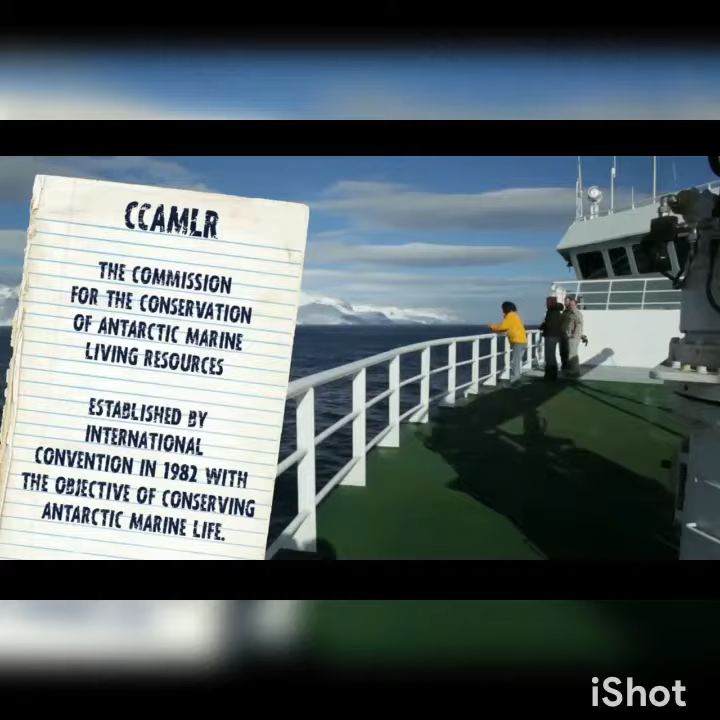 CCAMLR
THE COMMISSION
FOR THE CONSERVATION
OF ANTARCTIC MARINE
LIVING RESOURCES
ESTABLISHED BY
INTERNATIONAL
CONVENTION IN 1982 WITH
THE OBJECTIVE OF CONSERVING
ANTARCTIC MARINE LIFE.
iShot